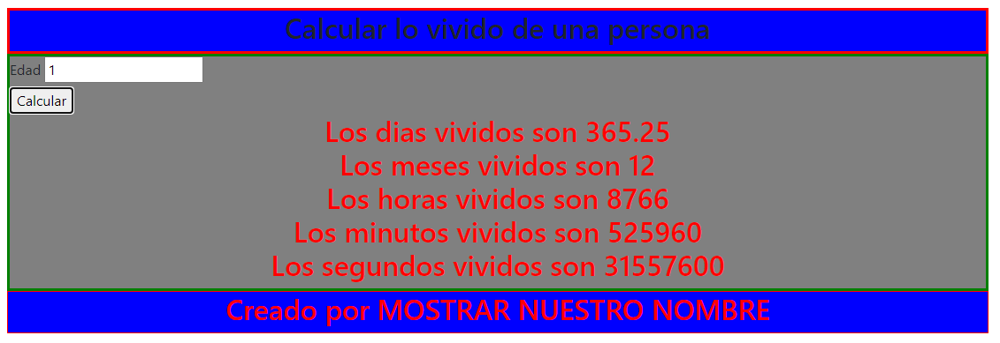 Calcular lo vivido de una persona
Edad 1
Calcular
Los dias vividos son 365.25
Los meses vividos son 12
Los horas vividos son 8766
Los minutos vividos son 525960
Los segundos vividos son 31557600
Creado por MOSTRAR NUESTRO NOMBRE